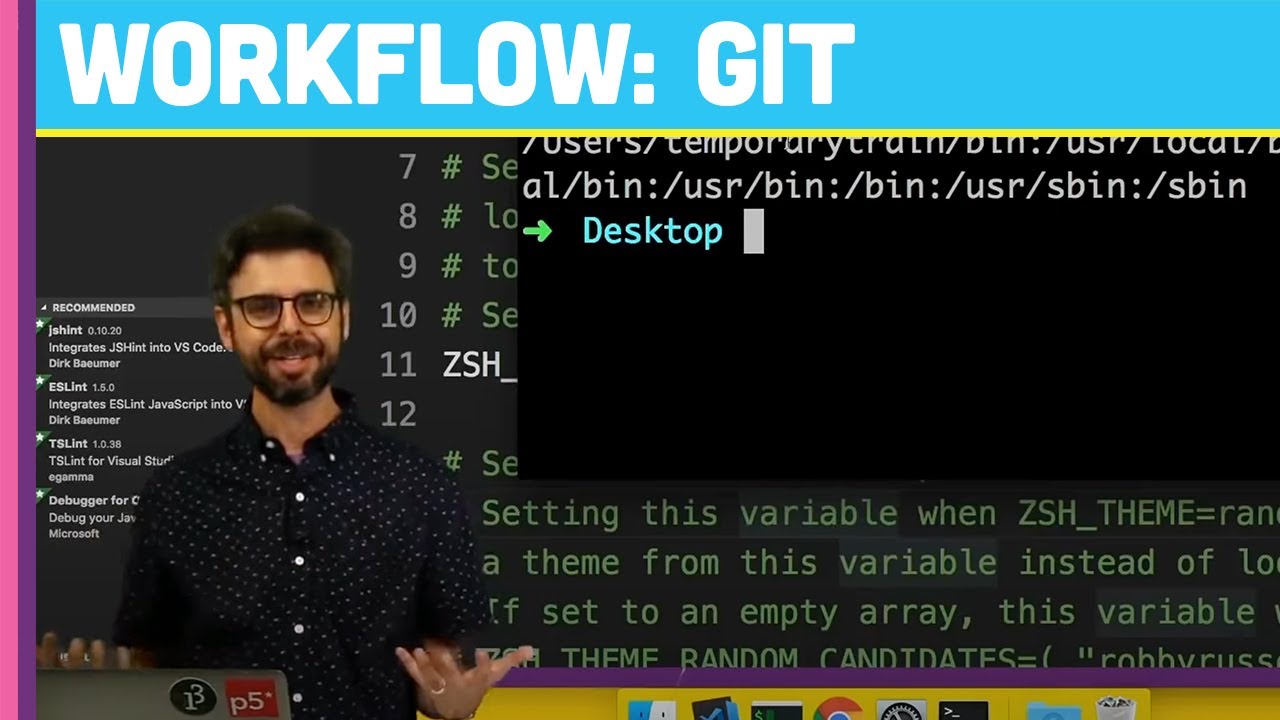 WORKFLOW: GIT
/Users/temporarytrain/bin:/usr/local/b
al/bin:/usr/bin:/bin:/usr/sbin:/sbin
➜ Desktop
RECOMMENDED
jshint 0.10.20
Integrates JSHint into VS Code.
Dirk Baeumer
ESLint 1.5.0
Integrates ESLint JavaScript into
Dirk Baeumer
TSLint 1.0.38
TSLint for Visual
egamma
Debugger for
Debug your
Microsoft
7 # Se
8 # lo
9 # to
10 # Se
11 ZSH_
12
# Se
Setting this variable when ZSH_THEME=rand
a theme from this variable instead of lo
If set to an empty array, this variable
ZSH_THEME_RANDOM_CANDIDATES=( "robbyrusse
p5*